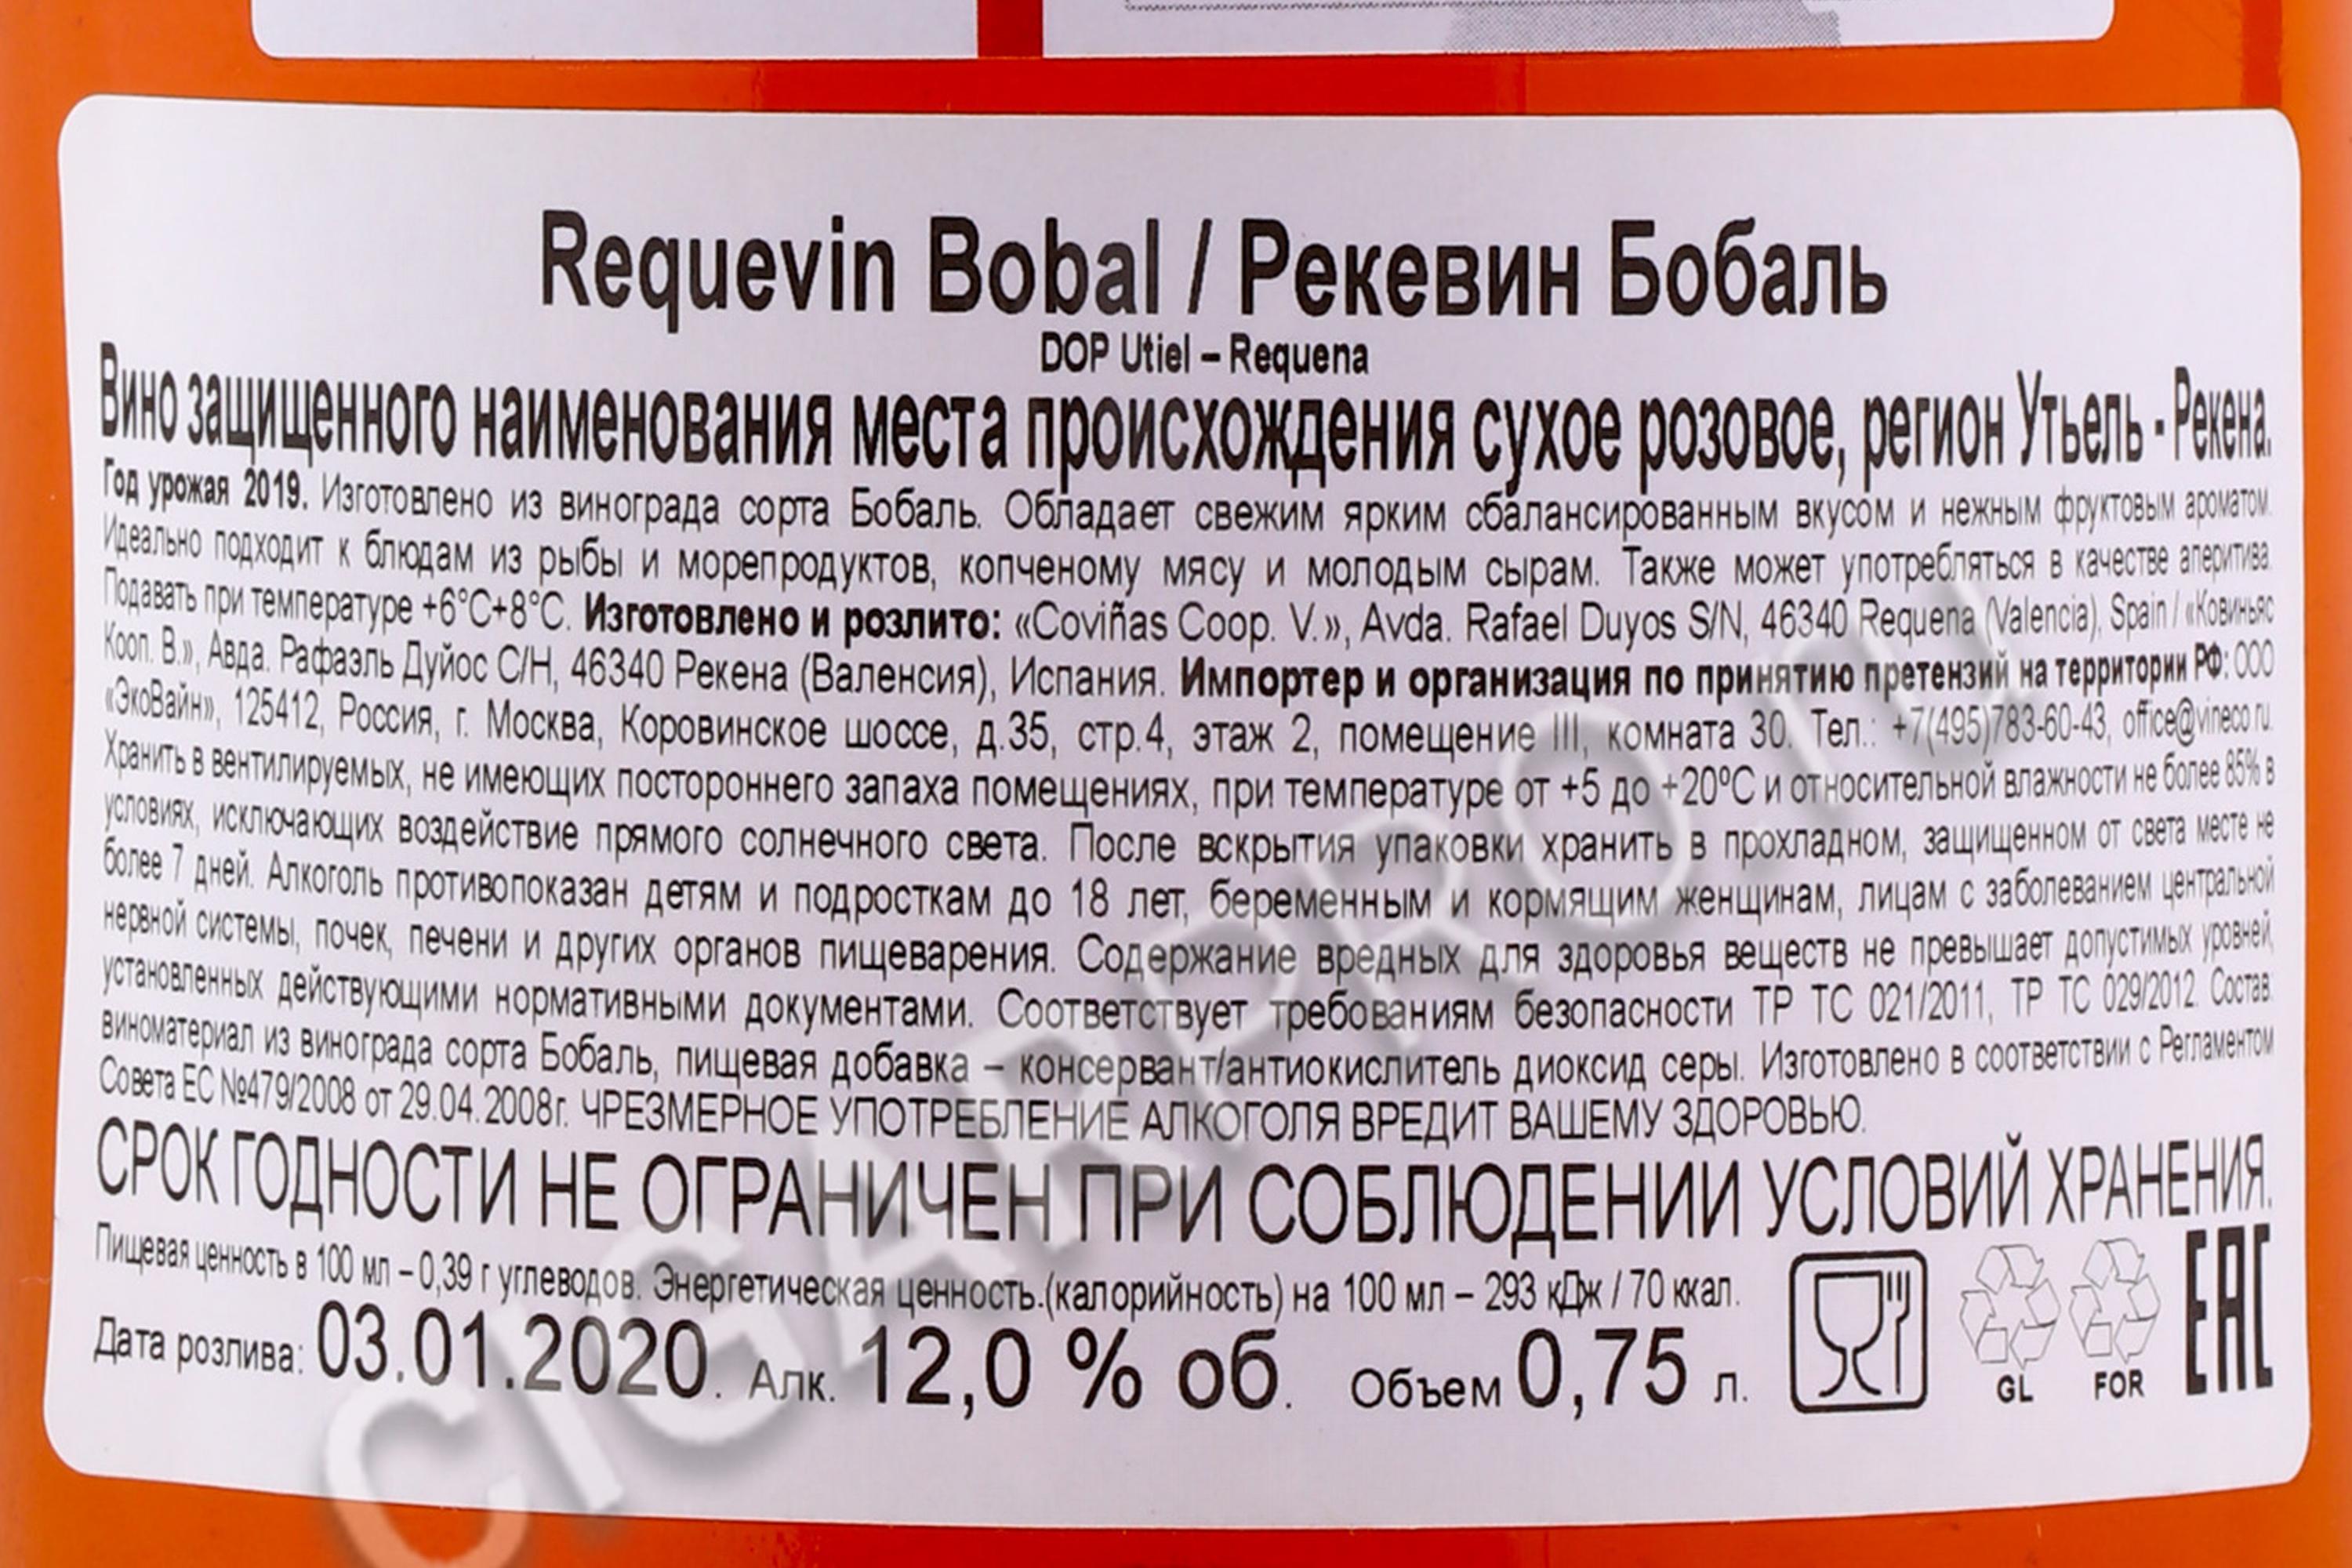 Requevin Bobal / Рекевин Бобаль
DOP Utiel – Requena
Вино защищенного наименования места происхождения сухое розовое, регион Утьель - Рекена.
Год урожая 2019. Изготовлено из винограда сорта Бобаль. Обладает свежим ярким сбалансированным вкусом и нежным фруктовым ароматом.
Идеально подходит к блюдам из рыбы и морепродуктов, копченому мясу и молодым сырам. Также может употребляться в качестве аперитива.
Подавать при температуре +6°C+8°C. Изготовлено и розлито: «Coviñas Coop. V.», Avda. Rafael Duyos S/N, 46340 Requena (Valencia), Spain / «Ковиньяс
Кооп. В.», Авда. Рафаэль Дуйос С/Н, 46340 Рекена (Валенсия), Испания. Импортер и организация по принятию претензий на территории РФ: ООО
«ЭкоВайн», 125412, Россия, г. Москва, Коровинское шоссе, д.35, стр.4, этаж 2, помещение III, комната 30. Тел.: +7(495)783-60-43, office@vineco.ru.
Хранить в вентилируемых, не имеющих постороннего запаха помещениях, при температуре от +5 до +20ºС и относительной влажности не более 85% в
условиях, исключающих воздействие прямого солнечного света. После вскрытия упаковки хранить в прохладном, защищенном от света месте не
более 7 дней. Алкоголь противопоказан детям и подросткам до 18 лет, беременным и кормящим женщинам, лицам с заболеванием центральной
нервной системы, почек, печени и других органов пищеварения. Содержание вредных для здоровья веществ не превышает допустимых уровней,
установленных действующими нормативными документами. Соответствует требованиям безопасности ТР ТС 021/2011, ТР ТС 029/2012. Состав:
виноматериал из винограда сорта Бобаль, пищевая добавка – консервант/антиокислитель диоксид серы. Изготовлено в соответствии с Регламентом
Совета ЕС №479/2008 от 29.04.2008г. ЧРЕЗМЕРНОЕ УПОТРЕБЛЕНИЕ АЛКОГОЛЯ ВРЕДИТ ВАШЕМУ ЗДОРОВЬЮ.
СРОК ГОДНОСТИ НЕ ОГРАНИЧЕН ПРИ СОБЛЮДЕНИИ УСЛОВИЙ ХРАНЕНИЯ.
Пищевая ценность в 100 мл – 0,39 г углеводов. Энергетическая ценность.(калорийность) на 100 мл – 293 кДж / 70 ккал.
Дата розлива: 03.01.2020. Алк. 12,0 % об. Объем 0,75 л.
GL FOR EAC
CIGARPRO.ru